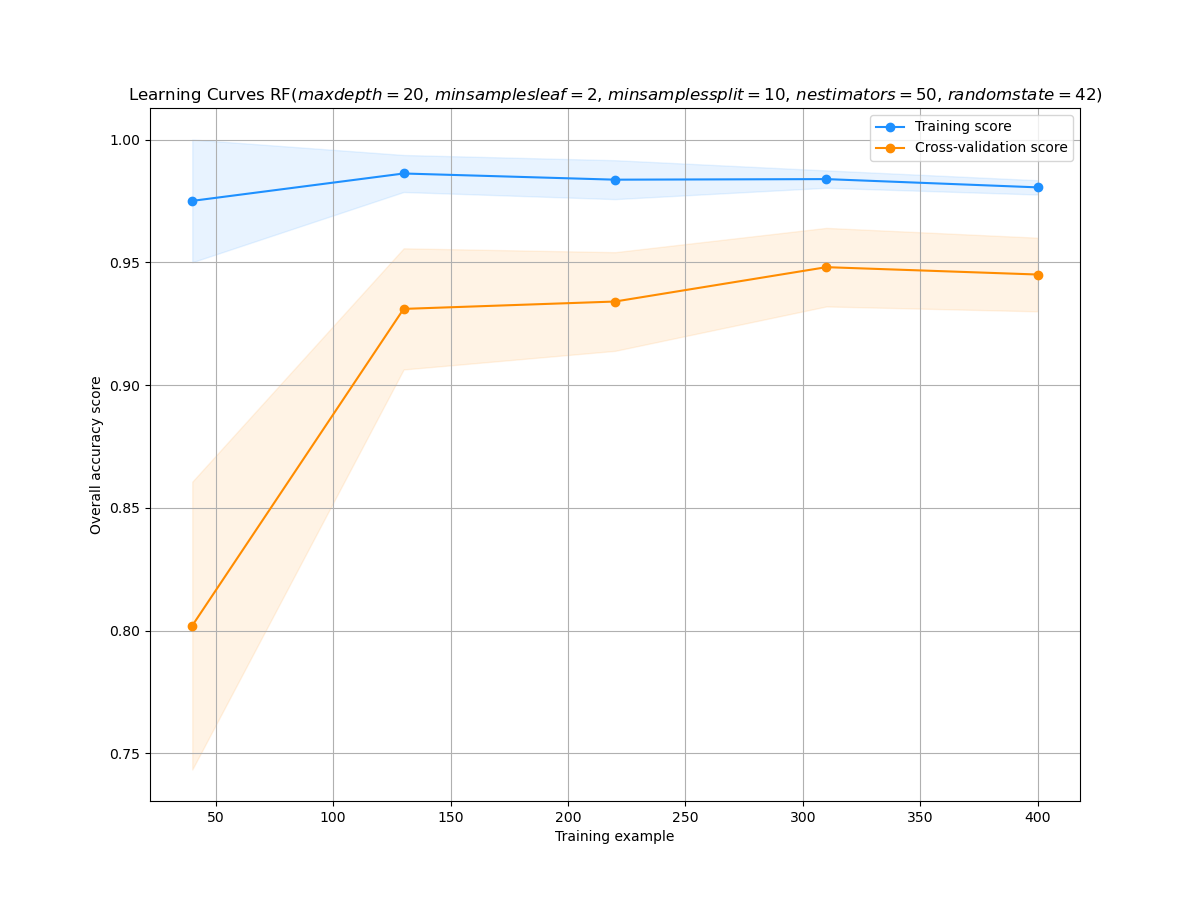 Learning Curves RF(maxdepth = 20, minsamplesleaf = 2, minsamplessplit = 10, nestimators = 50, randomstate = 42)
Training score
Cross-validation score
1.00
0.95
0.90
0.85
0.80
0.75
Overall accuracy score
50
100
150
200
250
300
350
400
Training example